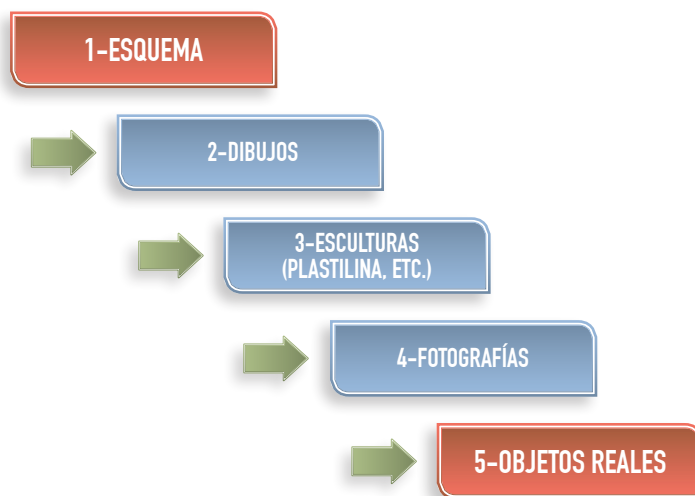 1-ESQUEMA
2-DIBUJOS
3-ESCULTURAS
(PLASTILINA, ETC.)
4-FOTOGRAFÍAS
5-OBJETOS REALES